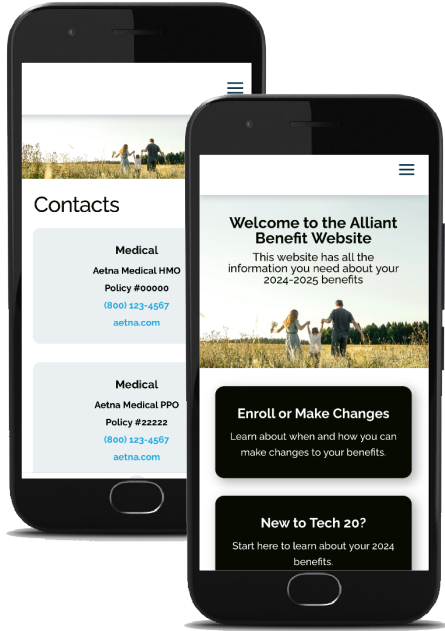 Contacts
Medical
Aetna Medical HMO
Policy #00000
(800) 123-4567
aetna.com
Medical
Aetna Medical PPO
Policy #22222
(800) 123-4567
aetna.com
Welcome to the Alliant
Benefit Website
This website has all the
information you need about your
2024-2025 benefits
Enroll or Make Changes
Learn about when and how you can
make changes to your benefits.
New to Tech 20?
Start here to learn about your 2024
benefits.